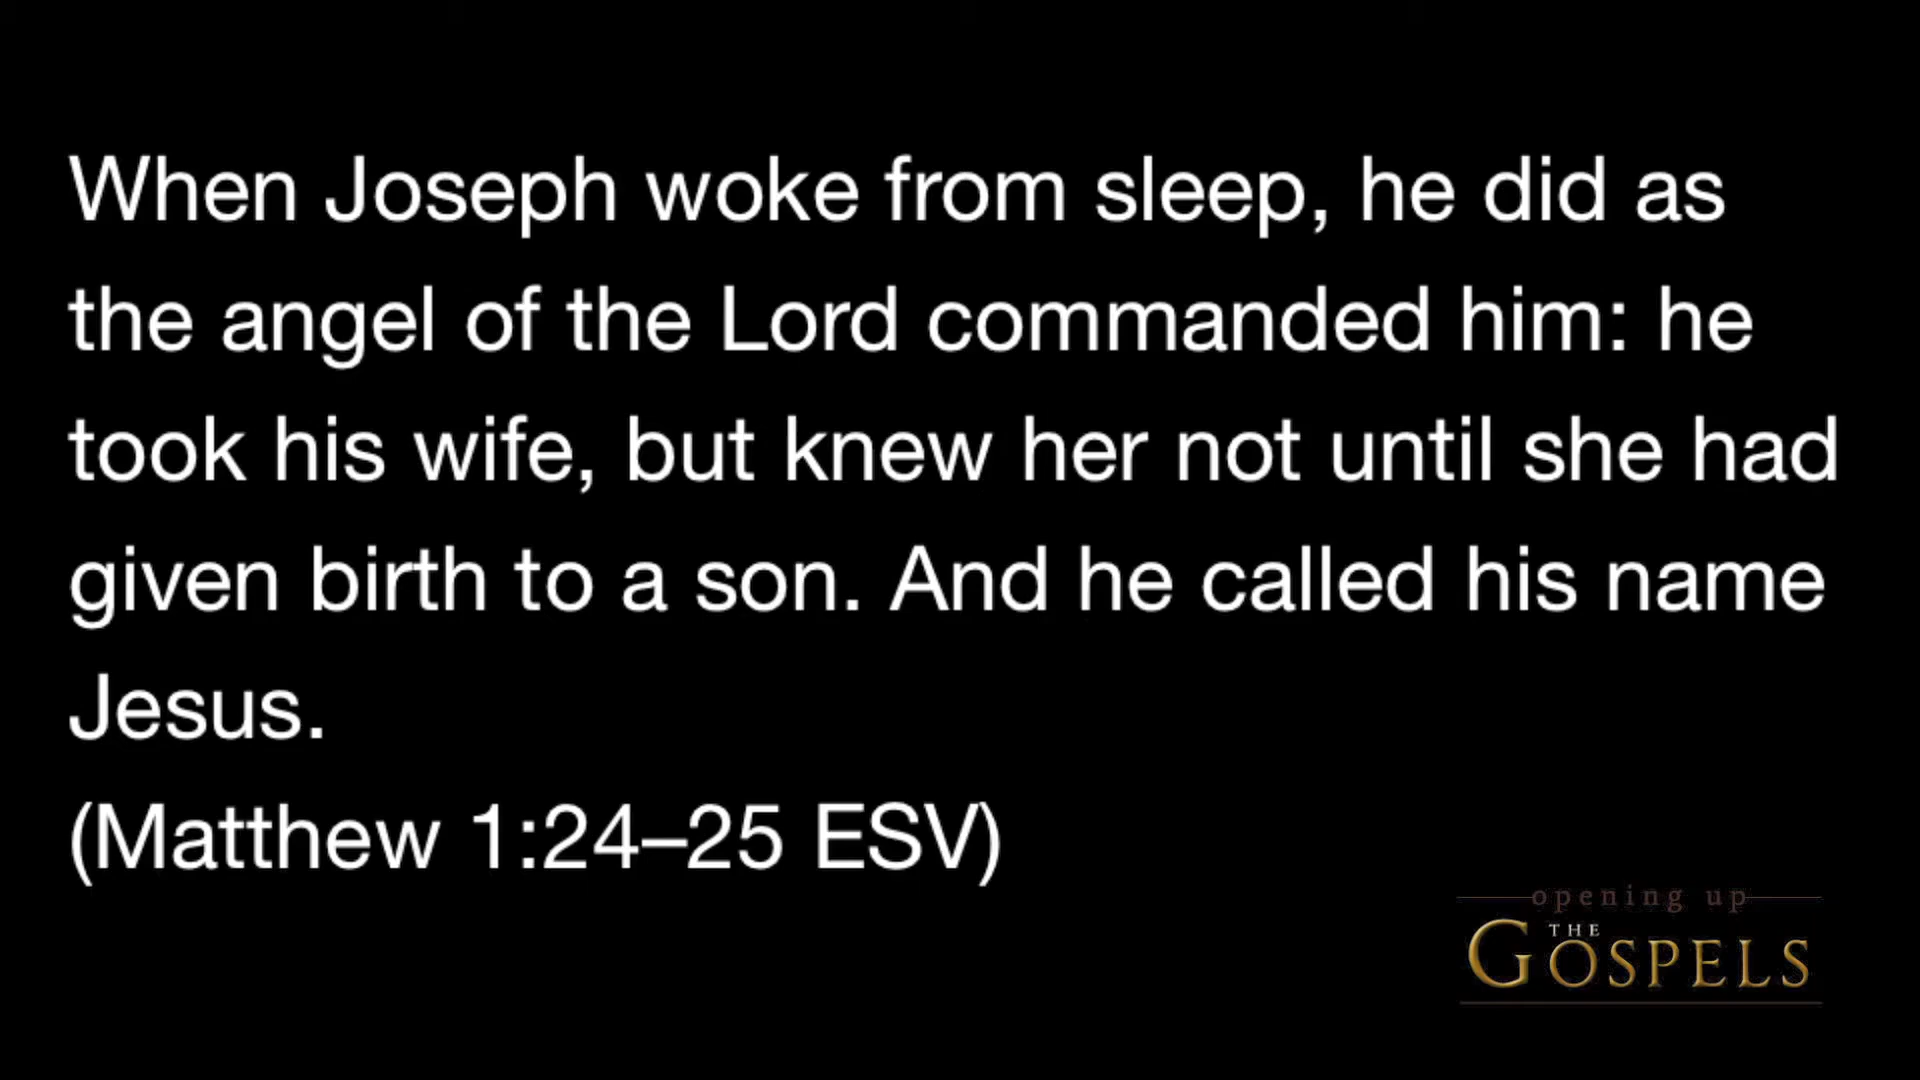 When Joseph woke from sleep, he did as
the angel of the Lord commanded him: he
took his wife, but knew her not until she had
given birth to a son. And he called his name
Jesus.
(Matthew 1:24–25 ESV)
opening up
THE
GOSPELS